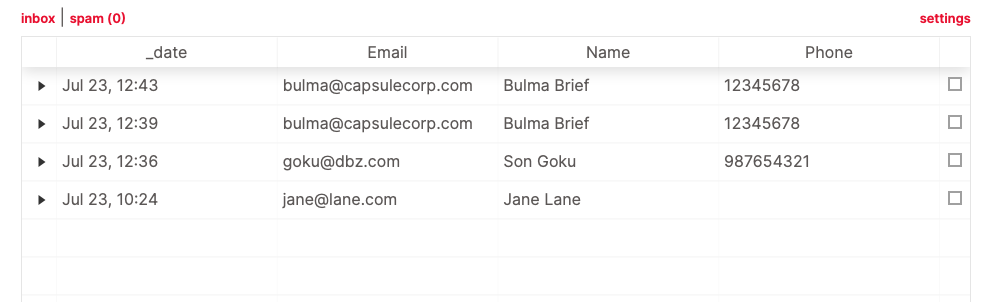 inbox | spam (0) settings
_date Email Name Phone
Jul 23, 12:43 bulma@capsulecorp.com Bulma Brief 12345678
Jul 23, 12:39 bulma@capsulecorp.com Bulma Brief 12345678
Jul 23, 12:36 goku@dbz.com Son Goku 987654321
Jul 23, 10:24 jane@lane.com Jane Lane